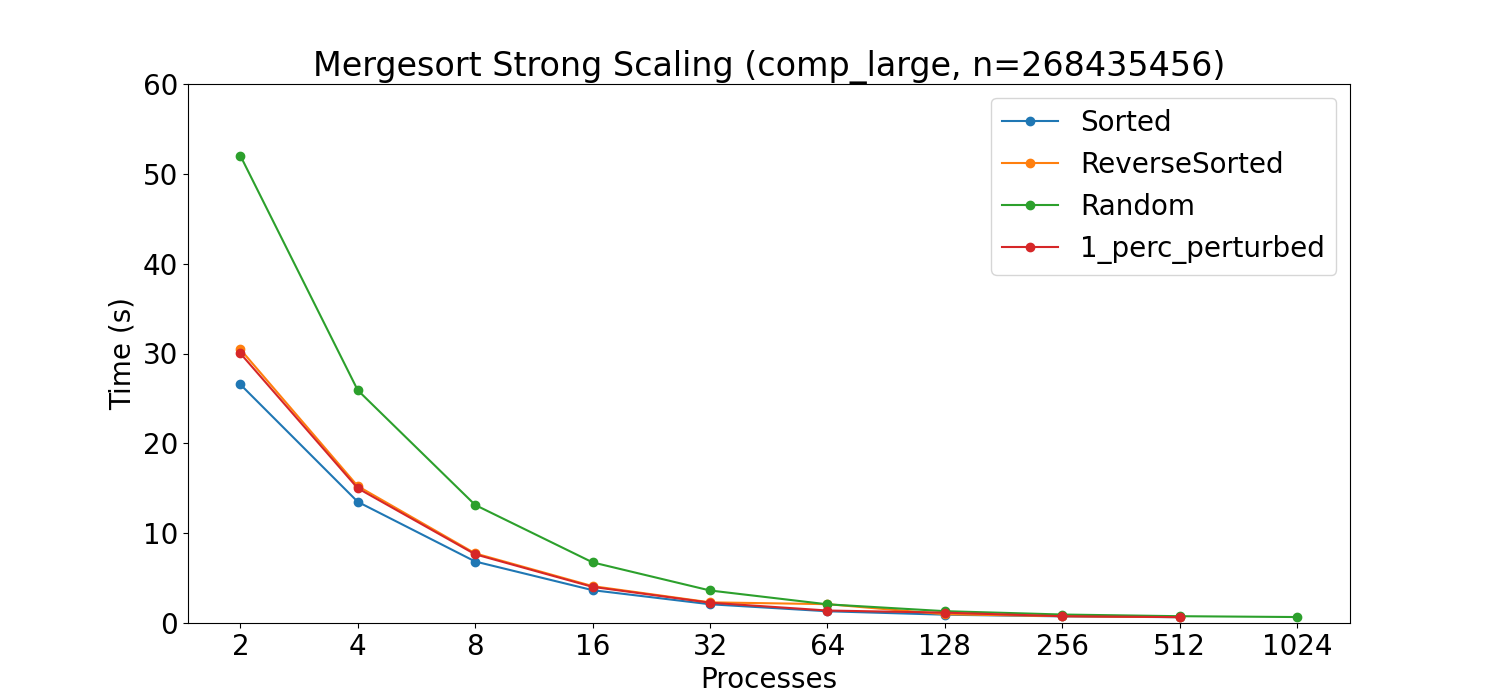 Mergesort Strong Scaling (comp_large, n=268435456)
60
50
40
30
20
10
0
Time (s)
Sorted
ReverseSorted
Random
1_perc_perturbed
2 4 8 16 32 64 128 256 512 1024
Processes